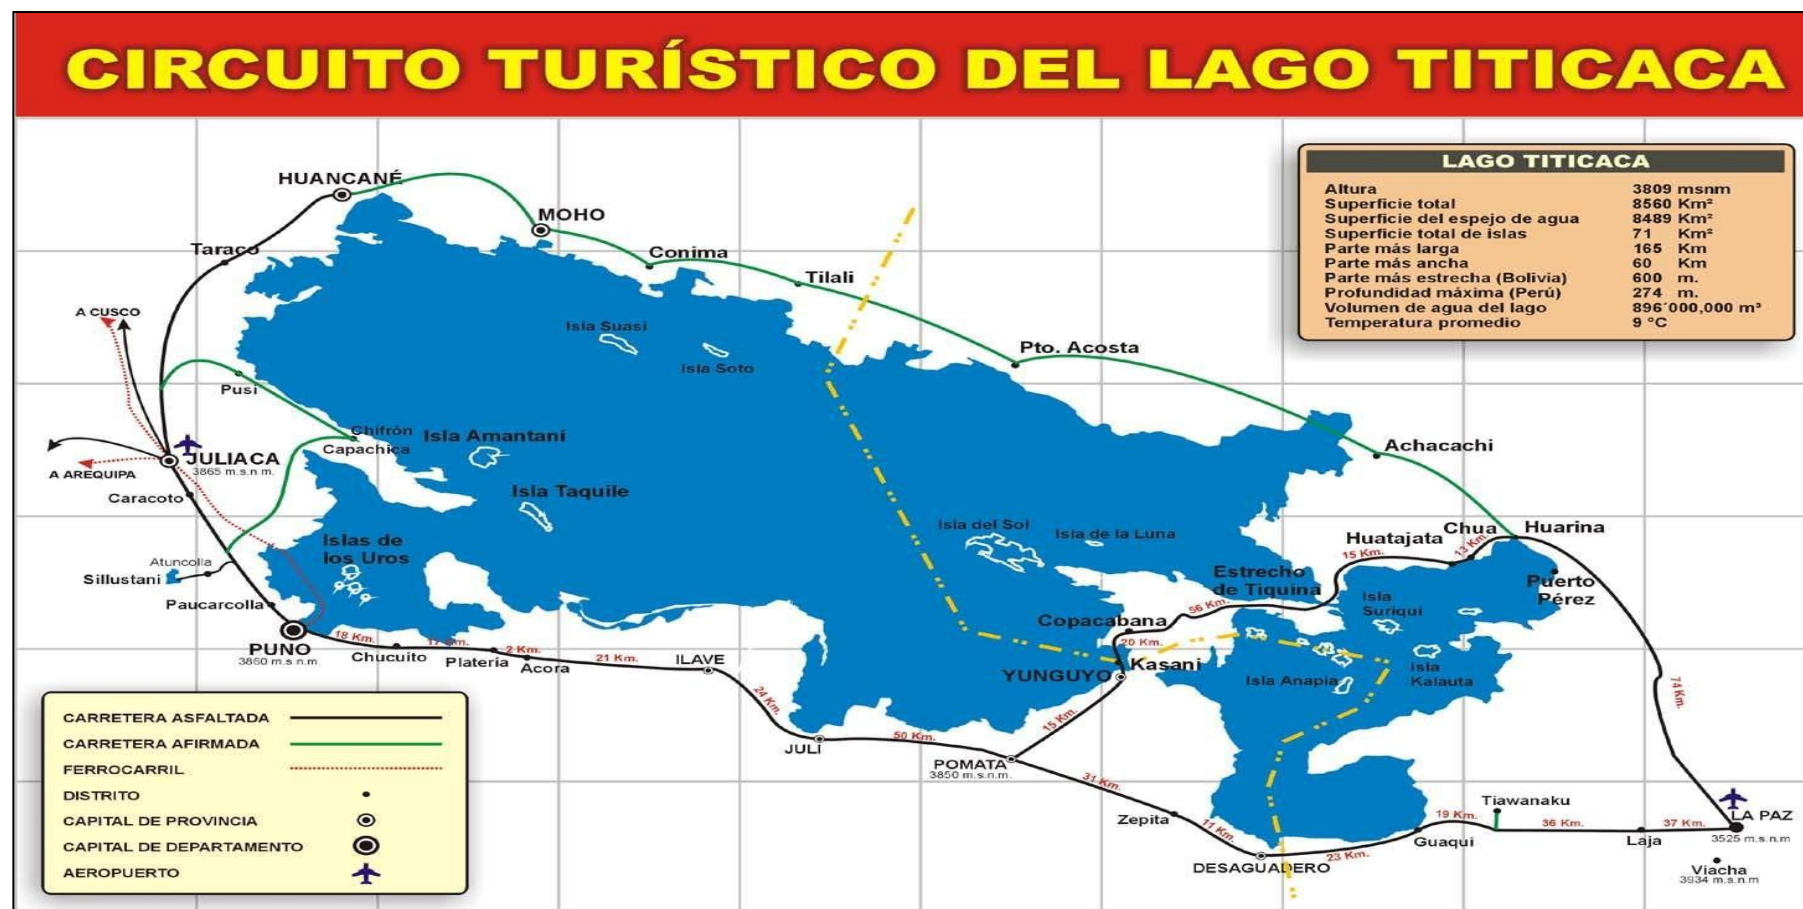 CIRCUITO TURÍSTICO DEL LAGO TITICACA
LAGO TITICACA
Altura 3809 msnm
Superficie total 8560 Km²
Superficie del espejo de agua 8489 Km²
Superficie total de islas 71 Km²
Parte más larga 165 Km
Parte más ancha 60 Km
Parte más estrecha (Bolivia) 600 m.
Profundidad máxima (Perú) 274 m.
Volumen de agua del lago 896'000,000 m³
Temperatura promedio 9 °C
HUANCANÉ
MOHO
Taraco
Conima
Tilali
A CUSCO
Isla Suasi
Isla Soto
Pto. Acosta
Pusi
Chifrón
Capachica
Isla Amantaní
Achacachi
JULIACA
3865 m.s.n.m.
A AREQUIPA
Caracoto
Isla Taquile
Isla del Sol
Isla de la Luna
Huatajata
Chua
Huarina
15 Km.
13 Km.
Islas de
los Uros
Atuncolla
Sillustani
Estrecho
de Tiquina
Puerto
Pérez
Paucarcolla
Isla
Suriqui
56 Km.
Copacabana
20 Km.
PUNO
3860 m.s.n.m.
18 Km.
Chucuito
Platería
2 Km.
Acora
21 Km.
ILAVE
Kasani
YUNGUYO
Isla Anapia
Isla
Kalauta
74 Km.
24 Km.
JULI
50 Km.
15 Km.
POMATA
3850 m.s.n.m.
31 Km.
Zepita
11 Km.
DESAGUADERO
23 Km.
Guaqui
19 Km.
Tiawanaku
36 Km.
Laja
37 Km.
LA PAZ
3525 m.s.n.m
Viacha
3934 m.s.n.m
CARRETERA ASFALTADA
CARRETERA AFIRMADA
FERROCARRIL
DISTRITO
CAPITAL DE PROVINCIA
CAPITAL DE DEPARTAMENTO
AEROPUERTO